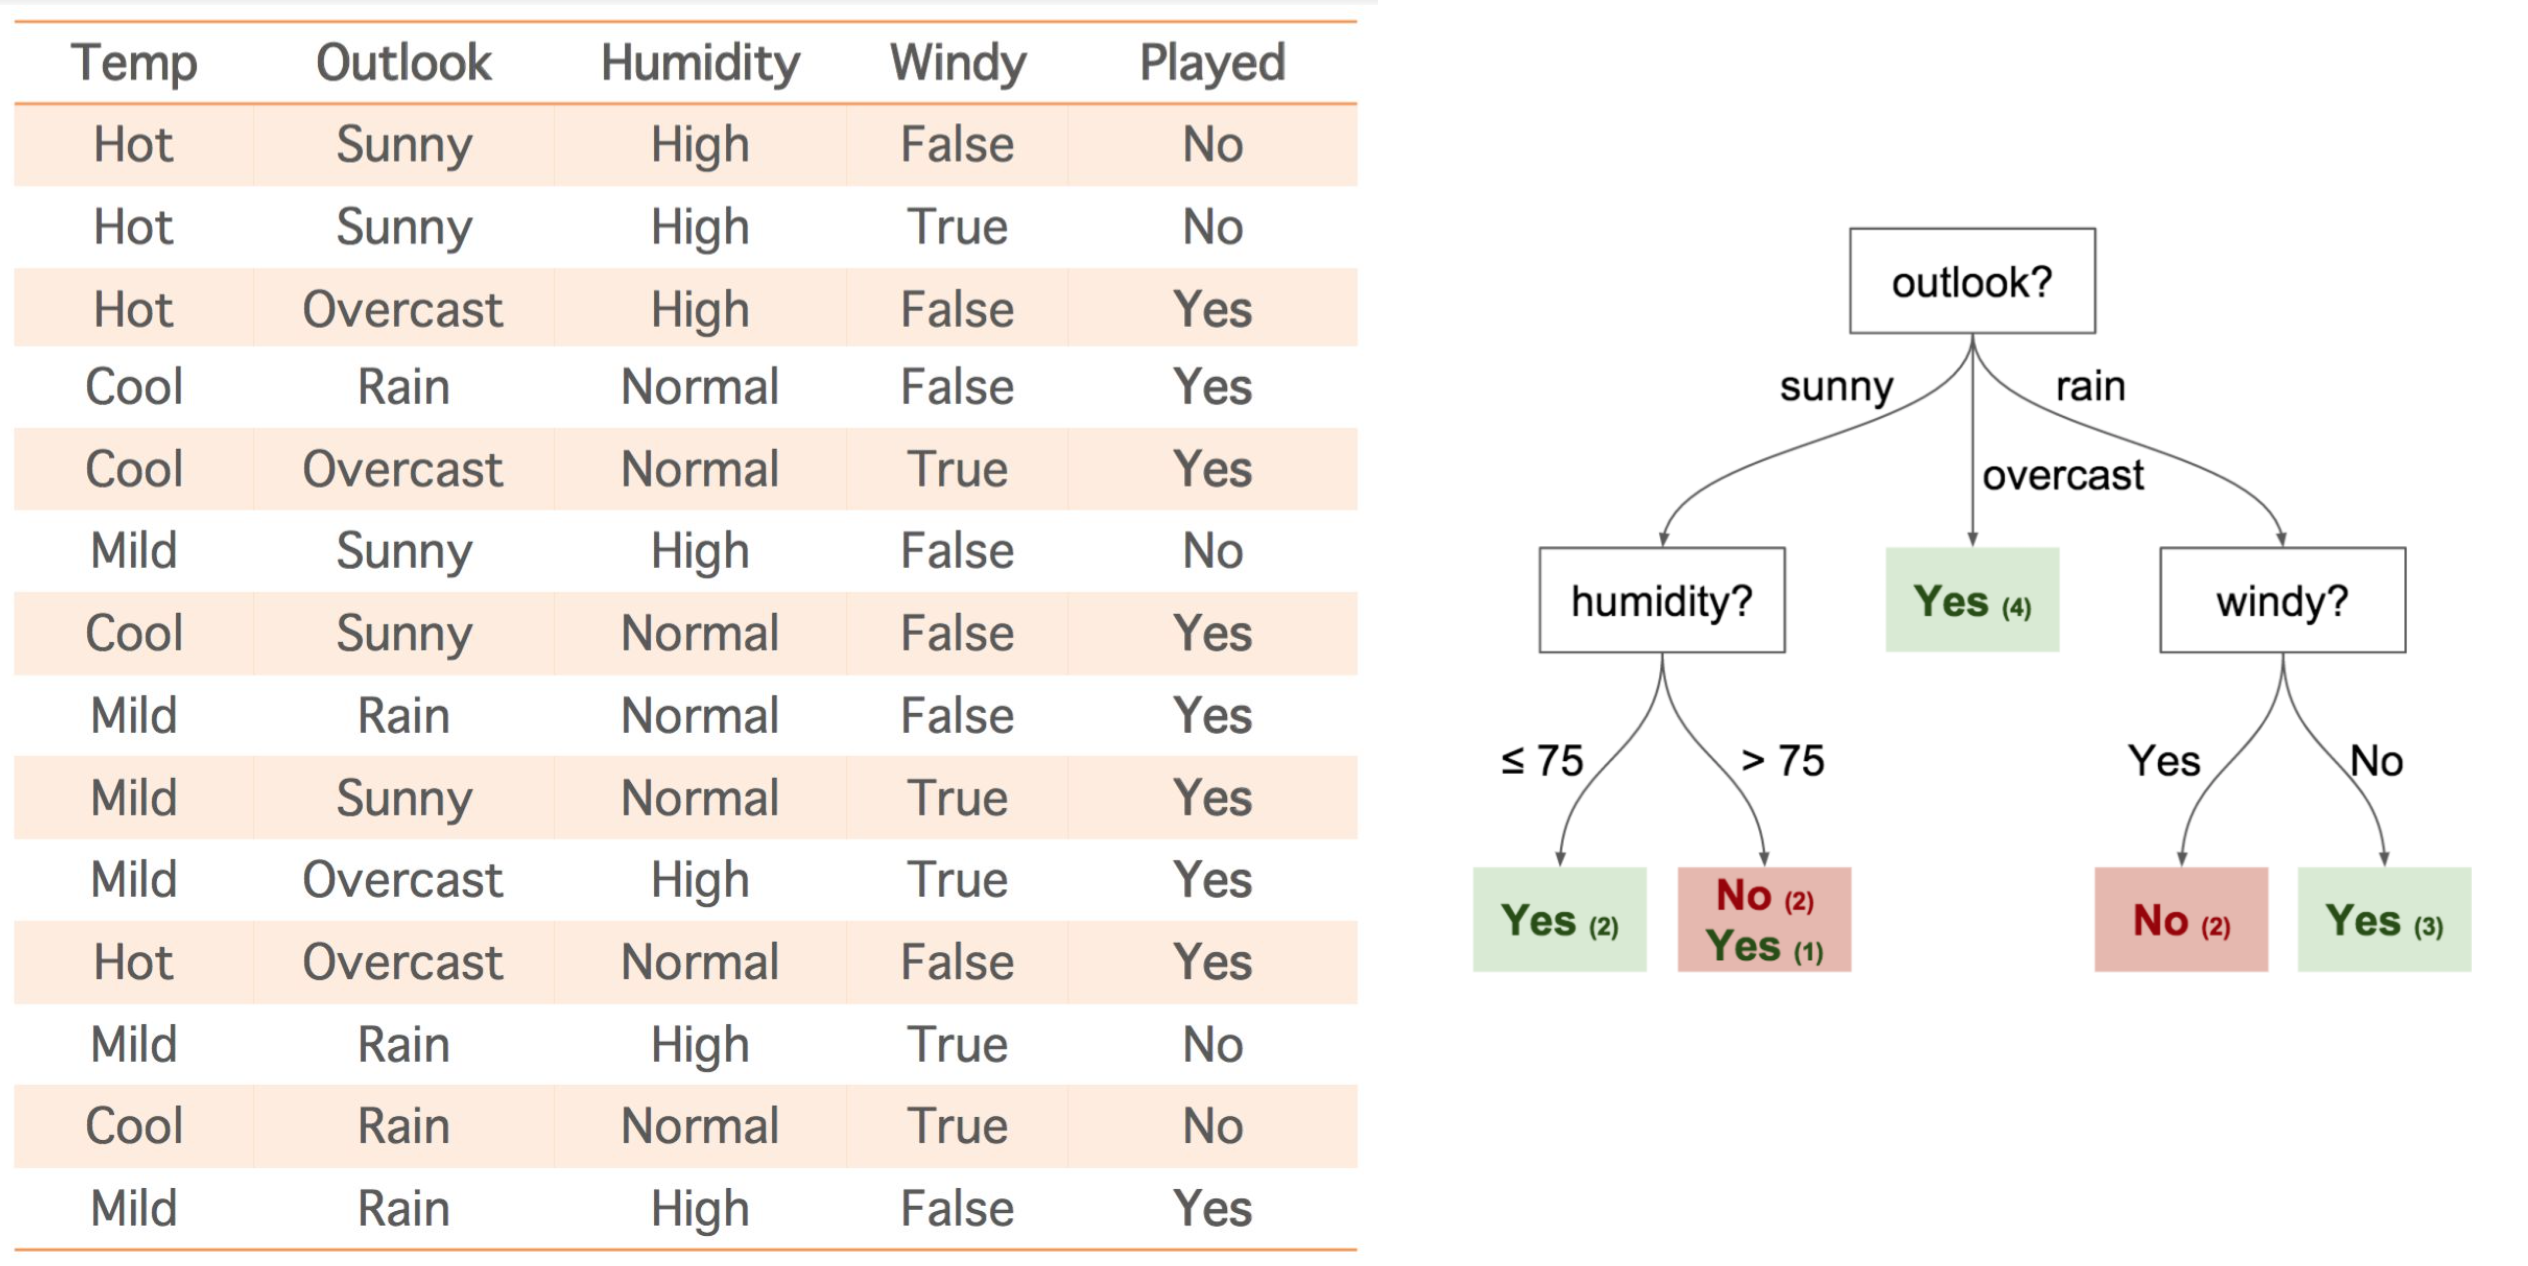 Temp Outlook Humidity Windy Played
Hot Sunny High False No
Hot Sunny High True No
Hot Overcast High False Yes
Cool Rain Normal False Yes
Cool Overcast Normal True Yes
Mild Sunny High False No
Cool Sunny Normal False Yes
Mild Rain Normal False Yes
Mild Sunny Normal True Yes
Mild Overcast High True Yes
Hot Overcast Normal False Yes
Mild Rain High True No
Cool Rain Normal True No
Mild Rain High False Yes
outlook?
sunny rain
overcast
humidity? Yes (4) windy?
≤ 75 > 75 Yes No
Yes (2) No (2) No (2) Yes (3)
Yes (1)